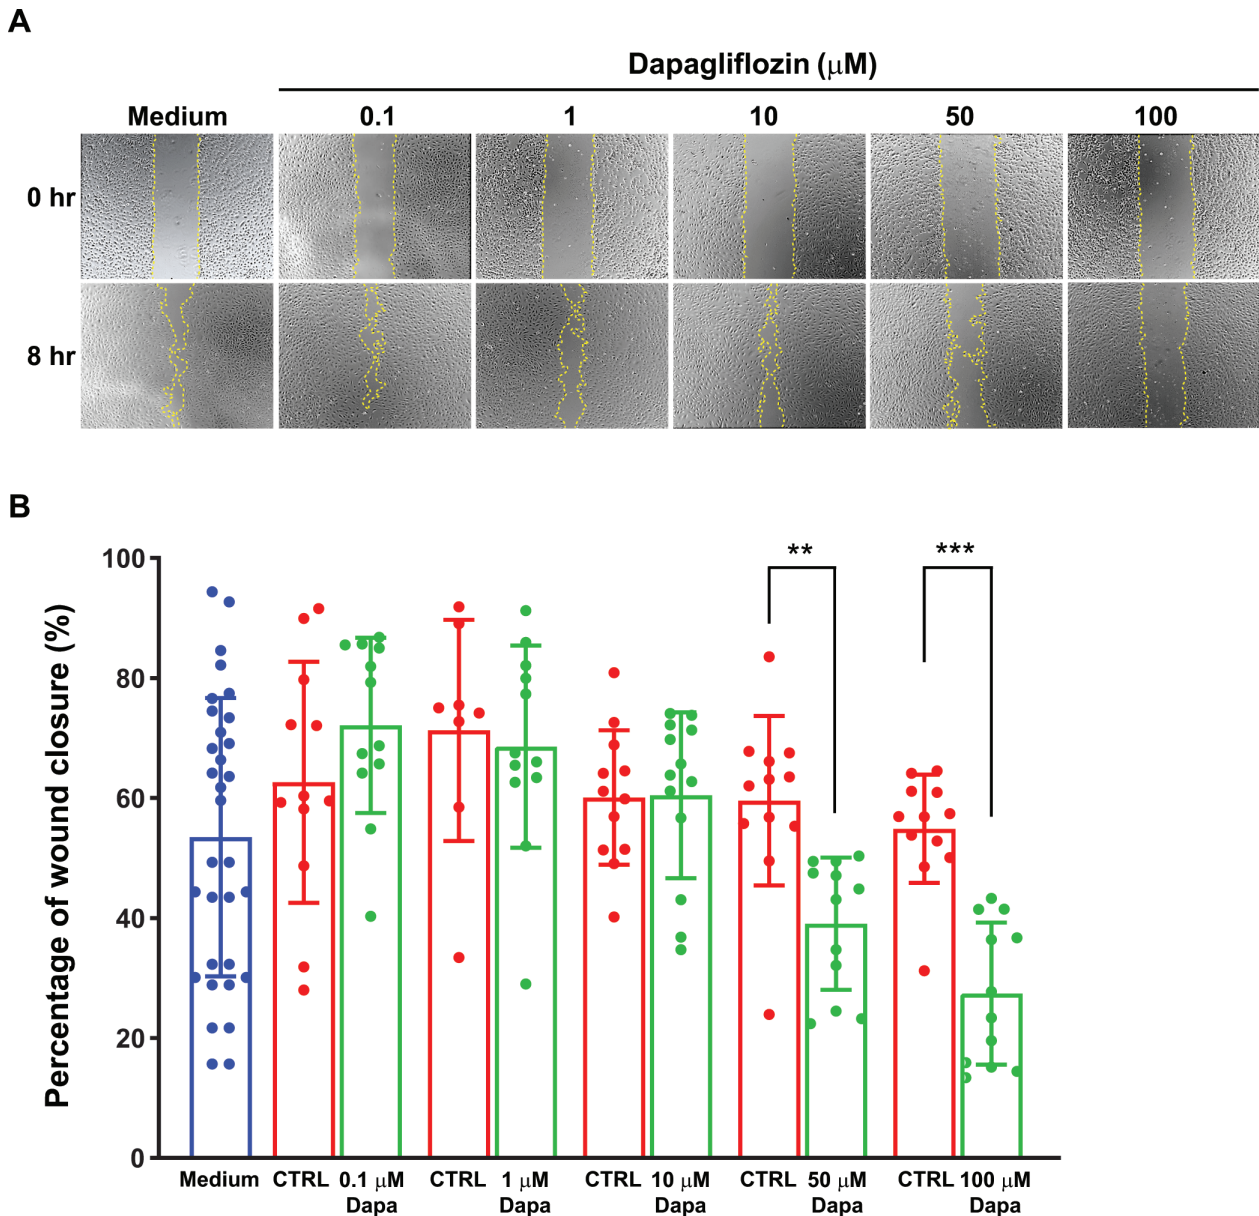 A
Dapagliflozin (μM)
Medium 0.1 1 10 50 100
0 hr
8 hr
B
Percentage of wound closure (%)
100
80
60
40
20
0
** ***
Medium CTRL 0.1 μM CTRL 1 μM CTRL 10 μM CTRL 50 μM CTRL 100 μM
Dapa Dapa Dapa Dapa Dapa